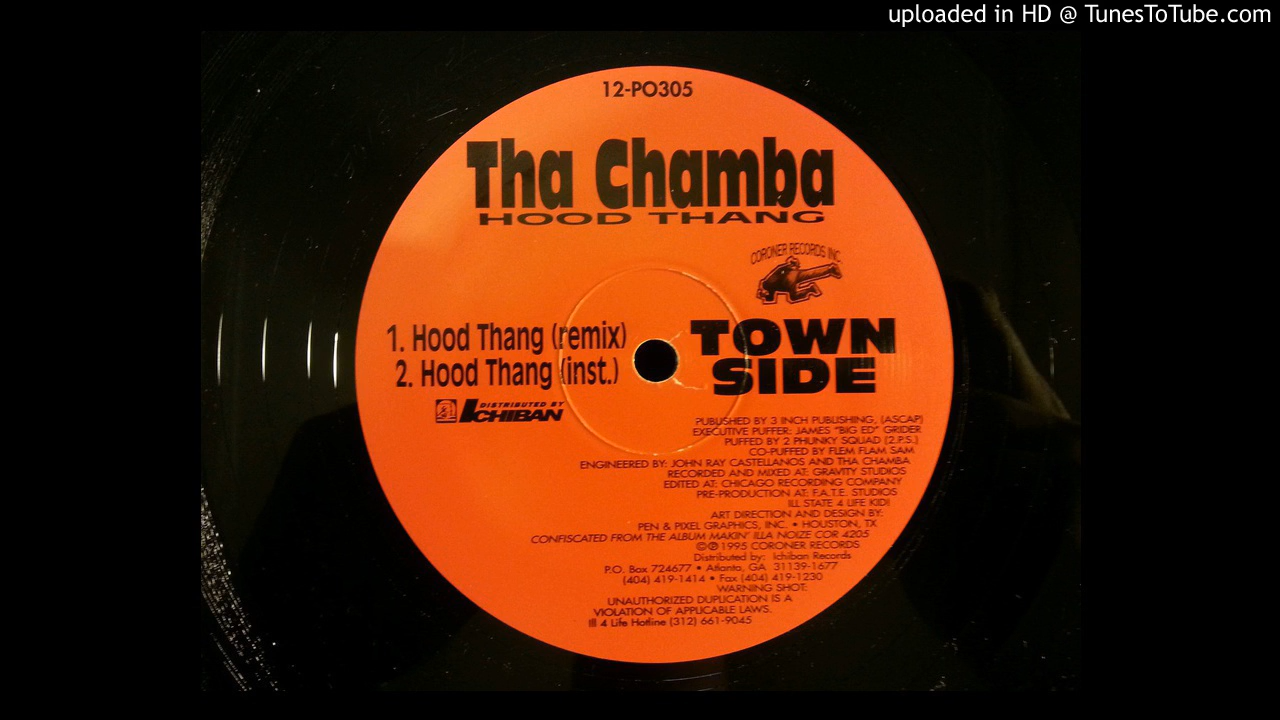 uploaded in HD @ TunesToTube.com
12-PO305
Tha Chamba
HOOD THANG
CORONER RECORDS INC.
1. Hood Thang (remix)
2. Hood Thang (inst.)
DISTRIBUTED BY
ICHIBAN
TOWN
SIDE
PUBLISHED BY 3 INCH PUBLISHING, (ASCAP)
EXECUTIVE PUFFER: JAMES "BIG ED" GRIDER
PUFFED BY 2 PHUNKY SQUAD (2.P.S.)
CO-PUFFED BY FLEM FLAM SAM
ENGINEERED BY: JOHN RAY CASTELLANOS AND THA CHAMBA
RECORDED AND MIXED AT: GRAVITY STUDIOS
EDITED AT: CHICAGO RECORDING COMPANY
PRE-PRODUCTION AT: F.A.T.E. STUDIOS
ILL STATE 4 LIFE KID!
ART DIRECTION AND DESIGN BY:
PEN & PIXEL GRAPHICS, INC. • HOUSTON, TX
CONFISCATED FROM THE ALBUM MAKIN' ILLA NOIZE COR 4205
©℗1995 CORONER RECORDS
Distributed by: Ichiban Records
P.O. Box 724677 • Atlanta, GA 31139-1677
(404) 419-1414 • Fax (404) 419-1230
WARNING SHOT:
UNAUTHORIZED DUPLICATION IS A
VIOLATION OF APPLICABLE LAWS.
Ill 4 Life Hotline (312) 661-9045